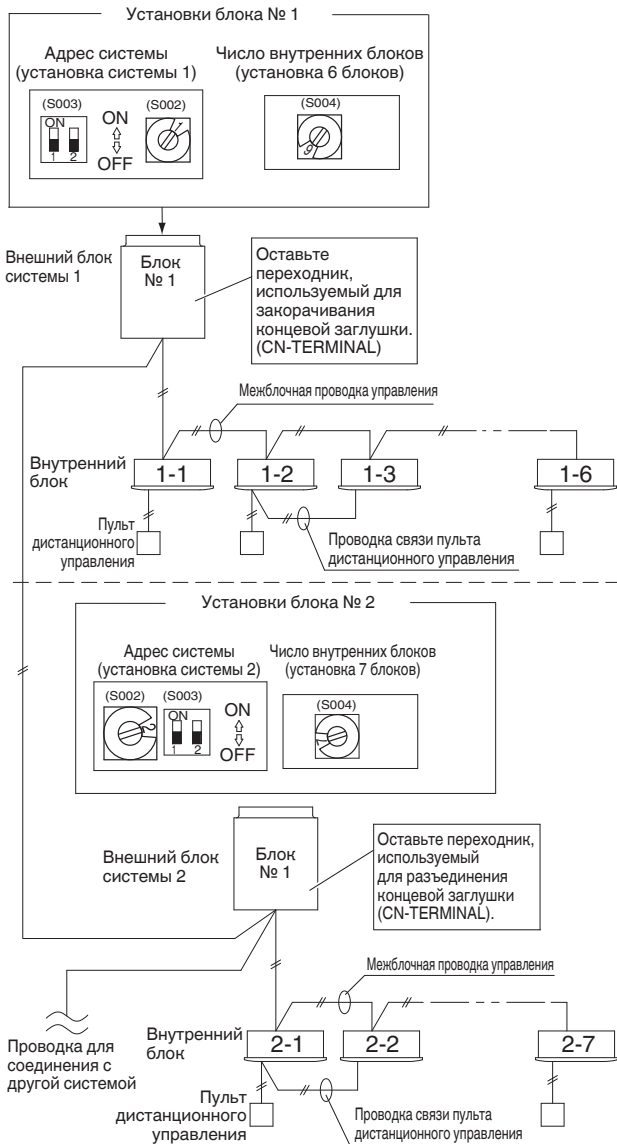 Установки блока № 1
Адрес системы
(установка системы 1)
Число внутренних блоков
(установка 6 блоков)
(S003)
(S002)
(S004)
ON
ON
OFF
1 2
1
6
Внешний блок
системы 1
Блок
№ 1
Оставьте
переходник,
используемый для
закорачивания
концевой заглушки.
(CN-TERMINAL)
Межблочная проводка управления
Внутренний
блок
1-1
1-2
1-3
1-6
Пульт
дистанционного
управления
Проводка связи пульта
дистанционного управления
Установки блока № 2
Адрес системы
(установка системы 2)
Число внутренних блоков
(установка 7 блоков)
(S002)
(S003)
(S004)
ON
ON
OFF
2
1 2
7
Внешний блок
системы 2
Блок
№ 1
Оставьте переходник,
используемый
для разъединения
концевой заглушки
(CN-TERMINAL).
Межблочная проводка управления
Проводка для
соединения с
другой системой
Внутренний
блок
2-1
2-2
2-7
Пульт
дистанционного
управления
Проводка связи пульта
дистанционного управления